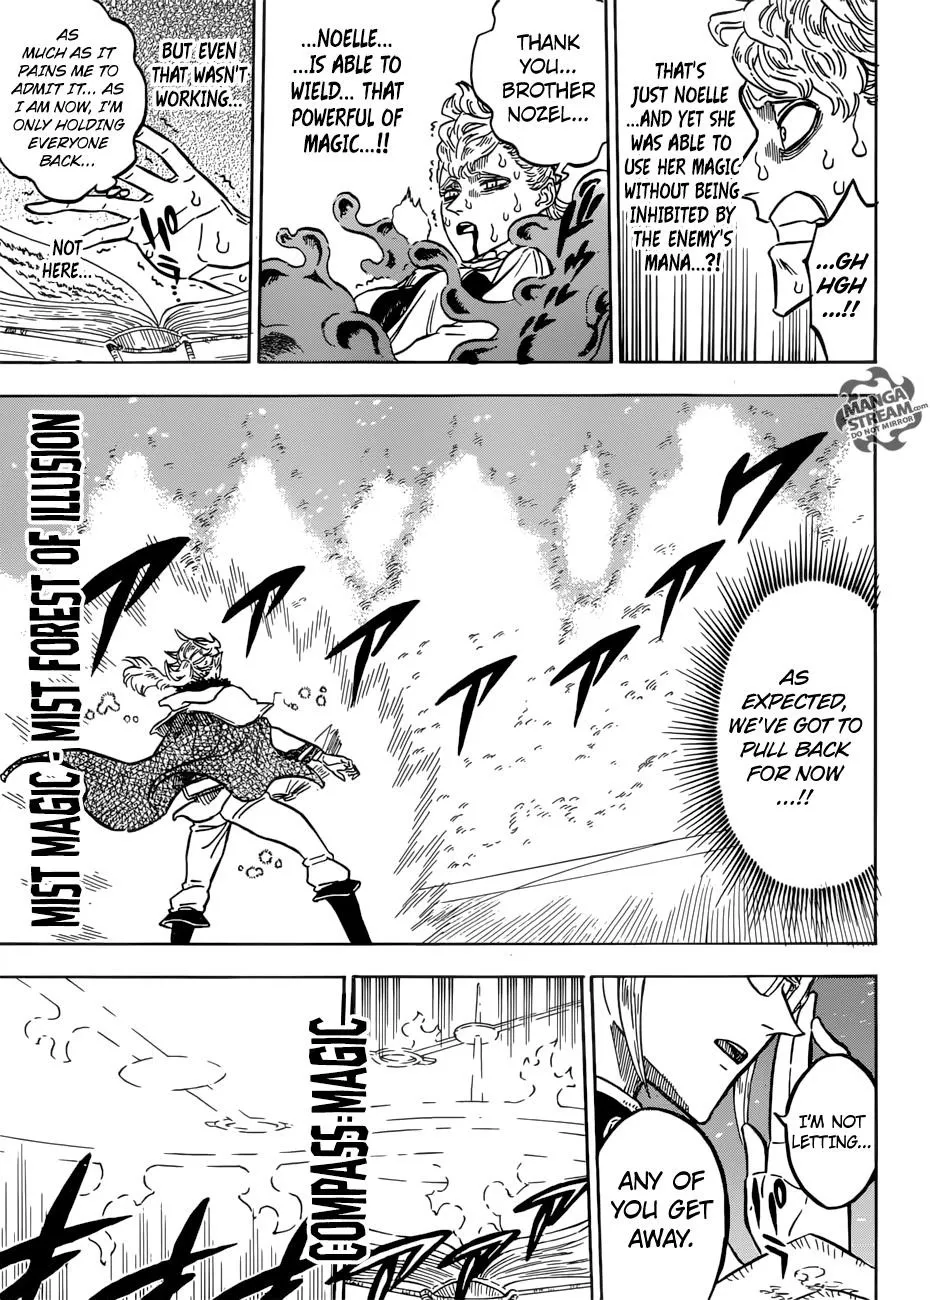 ...GH
HGH
...!!
THAT'S
JUST NOELLE
...AND YET SHE
WAS ABLE TO
USE HER MAGIC
WITHOUT BEING
INHIBITED BY
THE ENEMY'S
MANA...?!
THANK
YOU...
BROTHER
NOZEL...
...NOELLE...
...IS ABLE TO
WIELD... THAT
POWERFUL OF
MAGIC...!!
BUT EVEN
THAT WASN'T
WORKING...
AS
MUCH AS IT
PAINS ME TO
ADMIT IT... AS
I AM NOW, I'M
ONLY HOLDING
EVERYONE
BACK...
NOT
HERE...
MANGA
STREAM.com
DO NOT MIRROR
AS
EXPECTED,
WE'VE GOT TO
PULL BACK
FOR NOW
...!!
MIST MAGIC: MIST FOREST OF ILLUSION
I'M NOT
LETTING...
ANY OF
YOU GET
AWAY.
COMPASS MAGIC